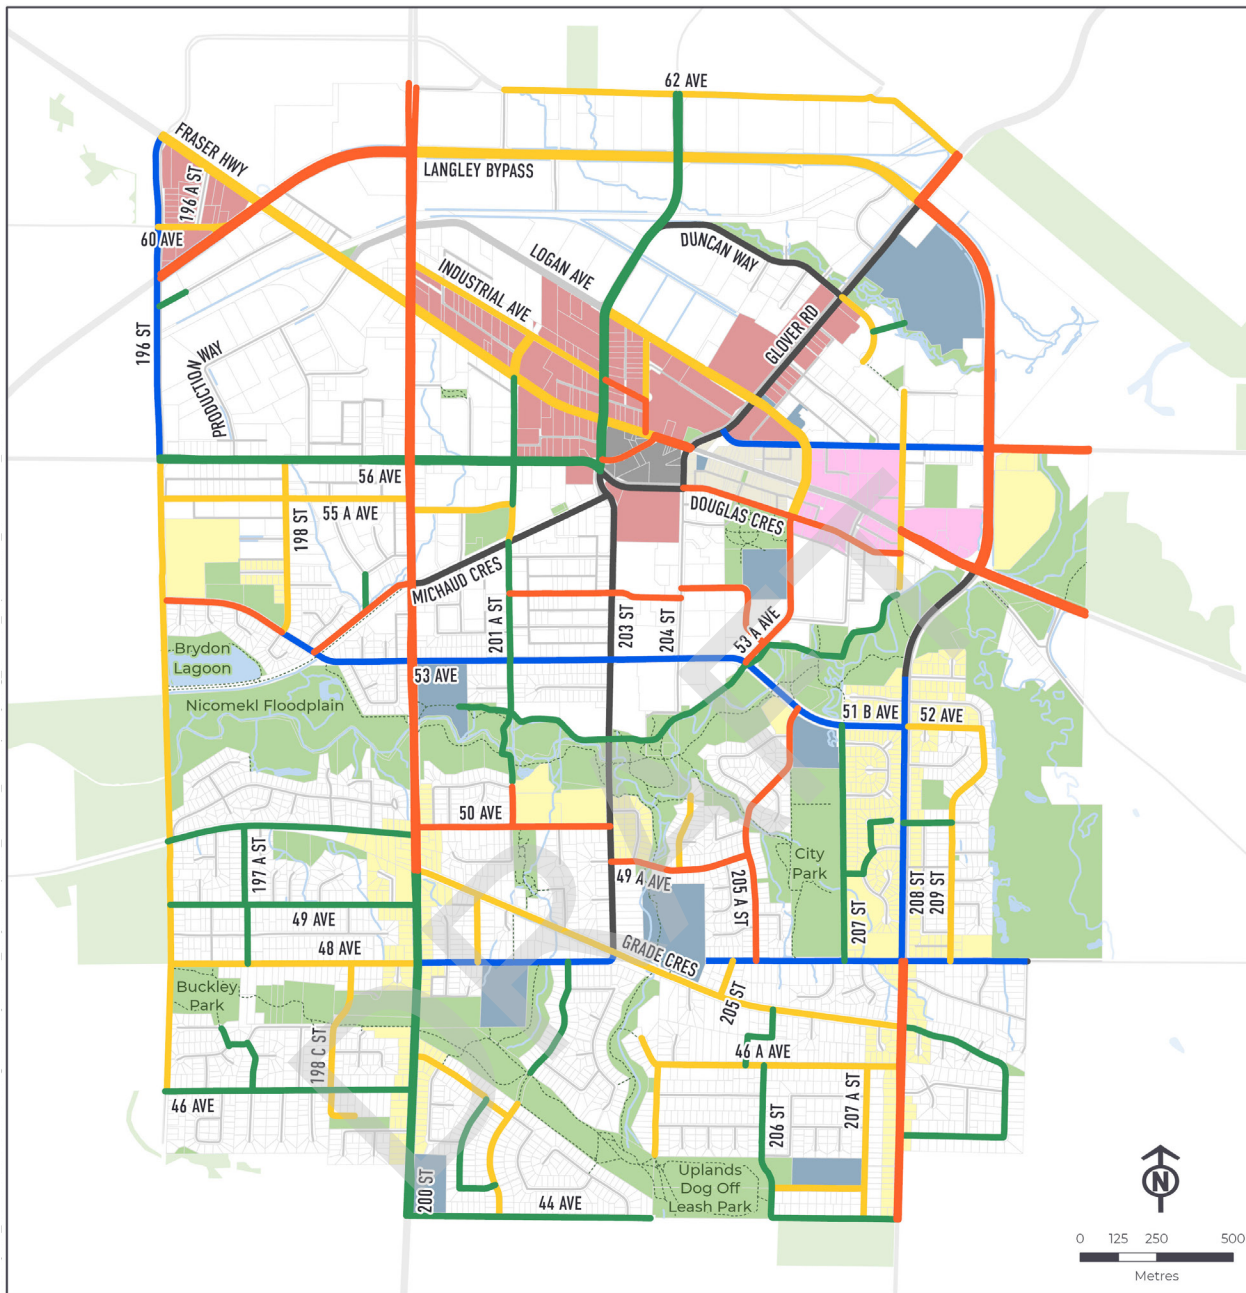 62 AVE
FRASER HWY
LANGLEY BYPASS
196 A ST
60 AVE
DUNCAN WAY
LOGAN AVE
INDUSTRIAL AVE
GLOVER RD
196 ST
PRODUCTION WAY
56 AVE
55 A AVE
198 ST
DOUGLAS CRES
MICHAUD CRES
201 A ST
203 ST
204 ST
53 A AVE
Brydon
Lagoon
53 AVE
Nicomekl Floodplain
51 B AVE
52 AVE
50 AVE
197 A ST
49 A AVE
205 A ST
City
Park
207 ST
208 ST
209 ST
49 AVE
48 AVE
GRADE CRES
Buckley
Park
205 ST
198 C ST
46 A AVE
46 AVE
206 ST
207 A ST
200 ST
44 AVE
Uplands
Dog Off
Leash Park
DRAFT
N
0 125 250 500
Metres